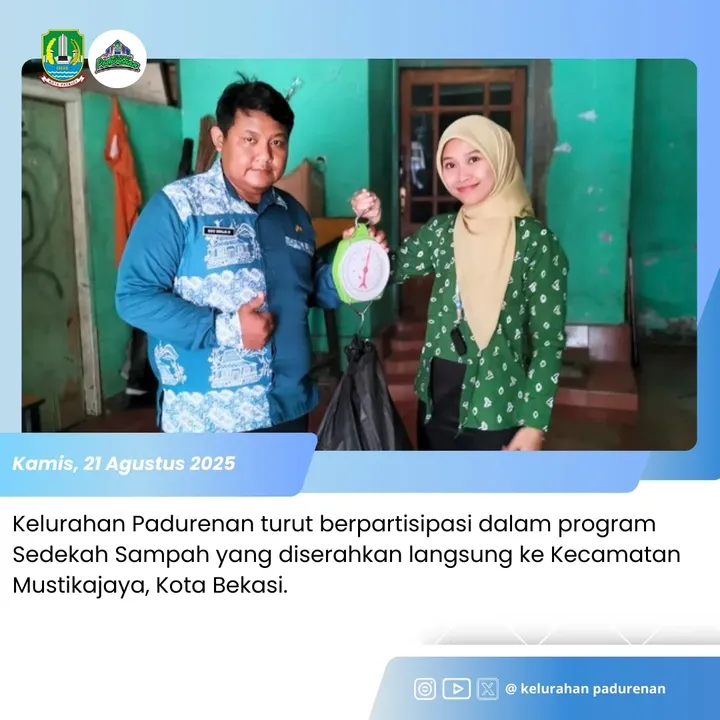 Kamis, 21 Agustus 2025
Kelurahan Padurenan turut berpartisipasi dalam program
Sedekah Sampah yang diserahkan langsung ke Kecamatan
Mustikajaya, Kota Bekasi.
@ kelurahan padurenan